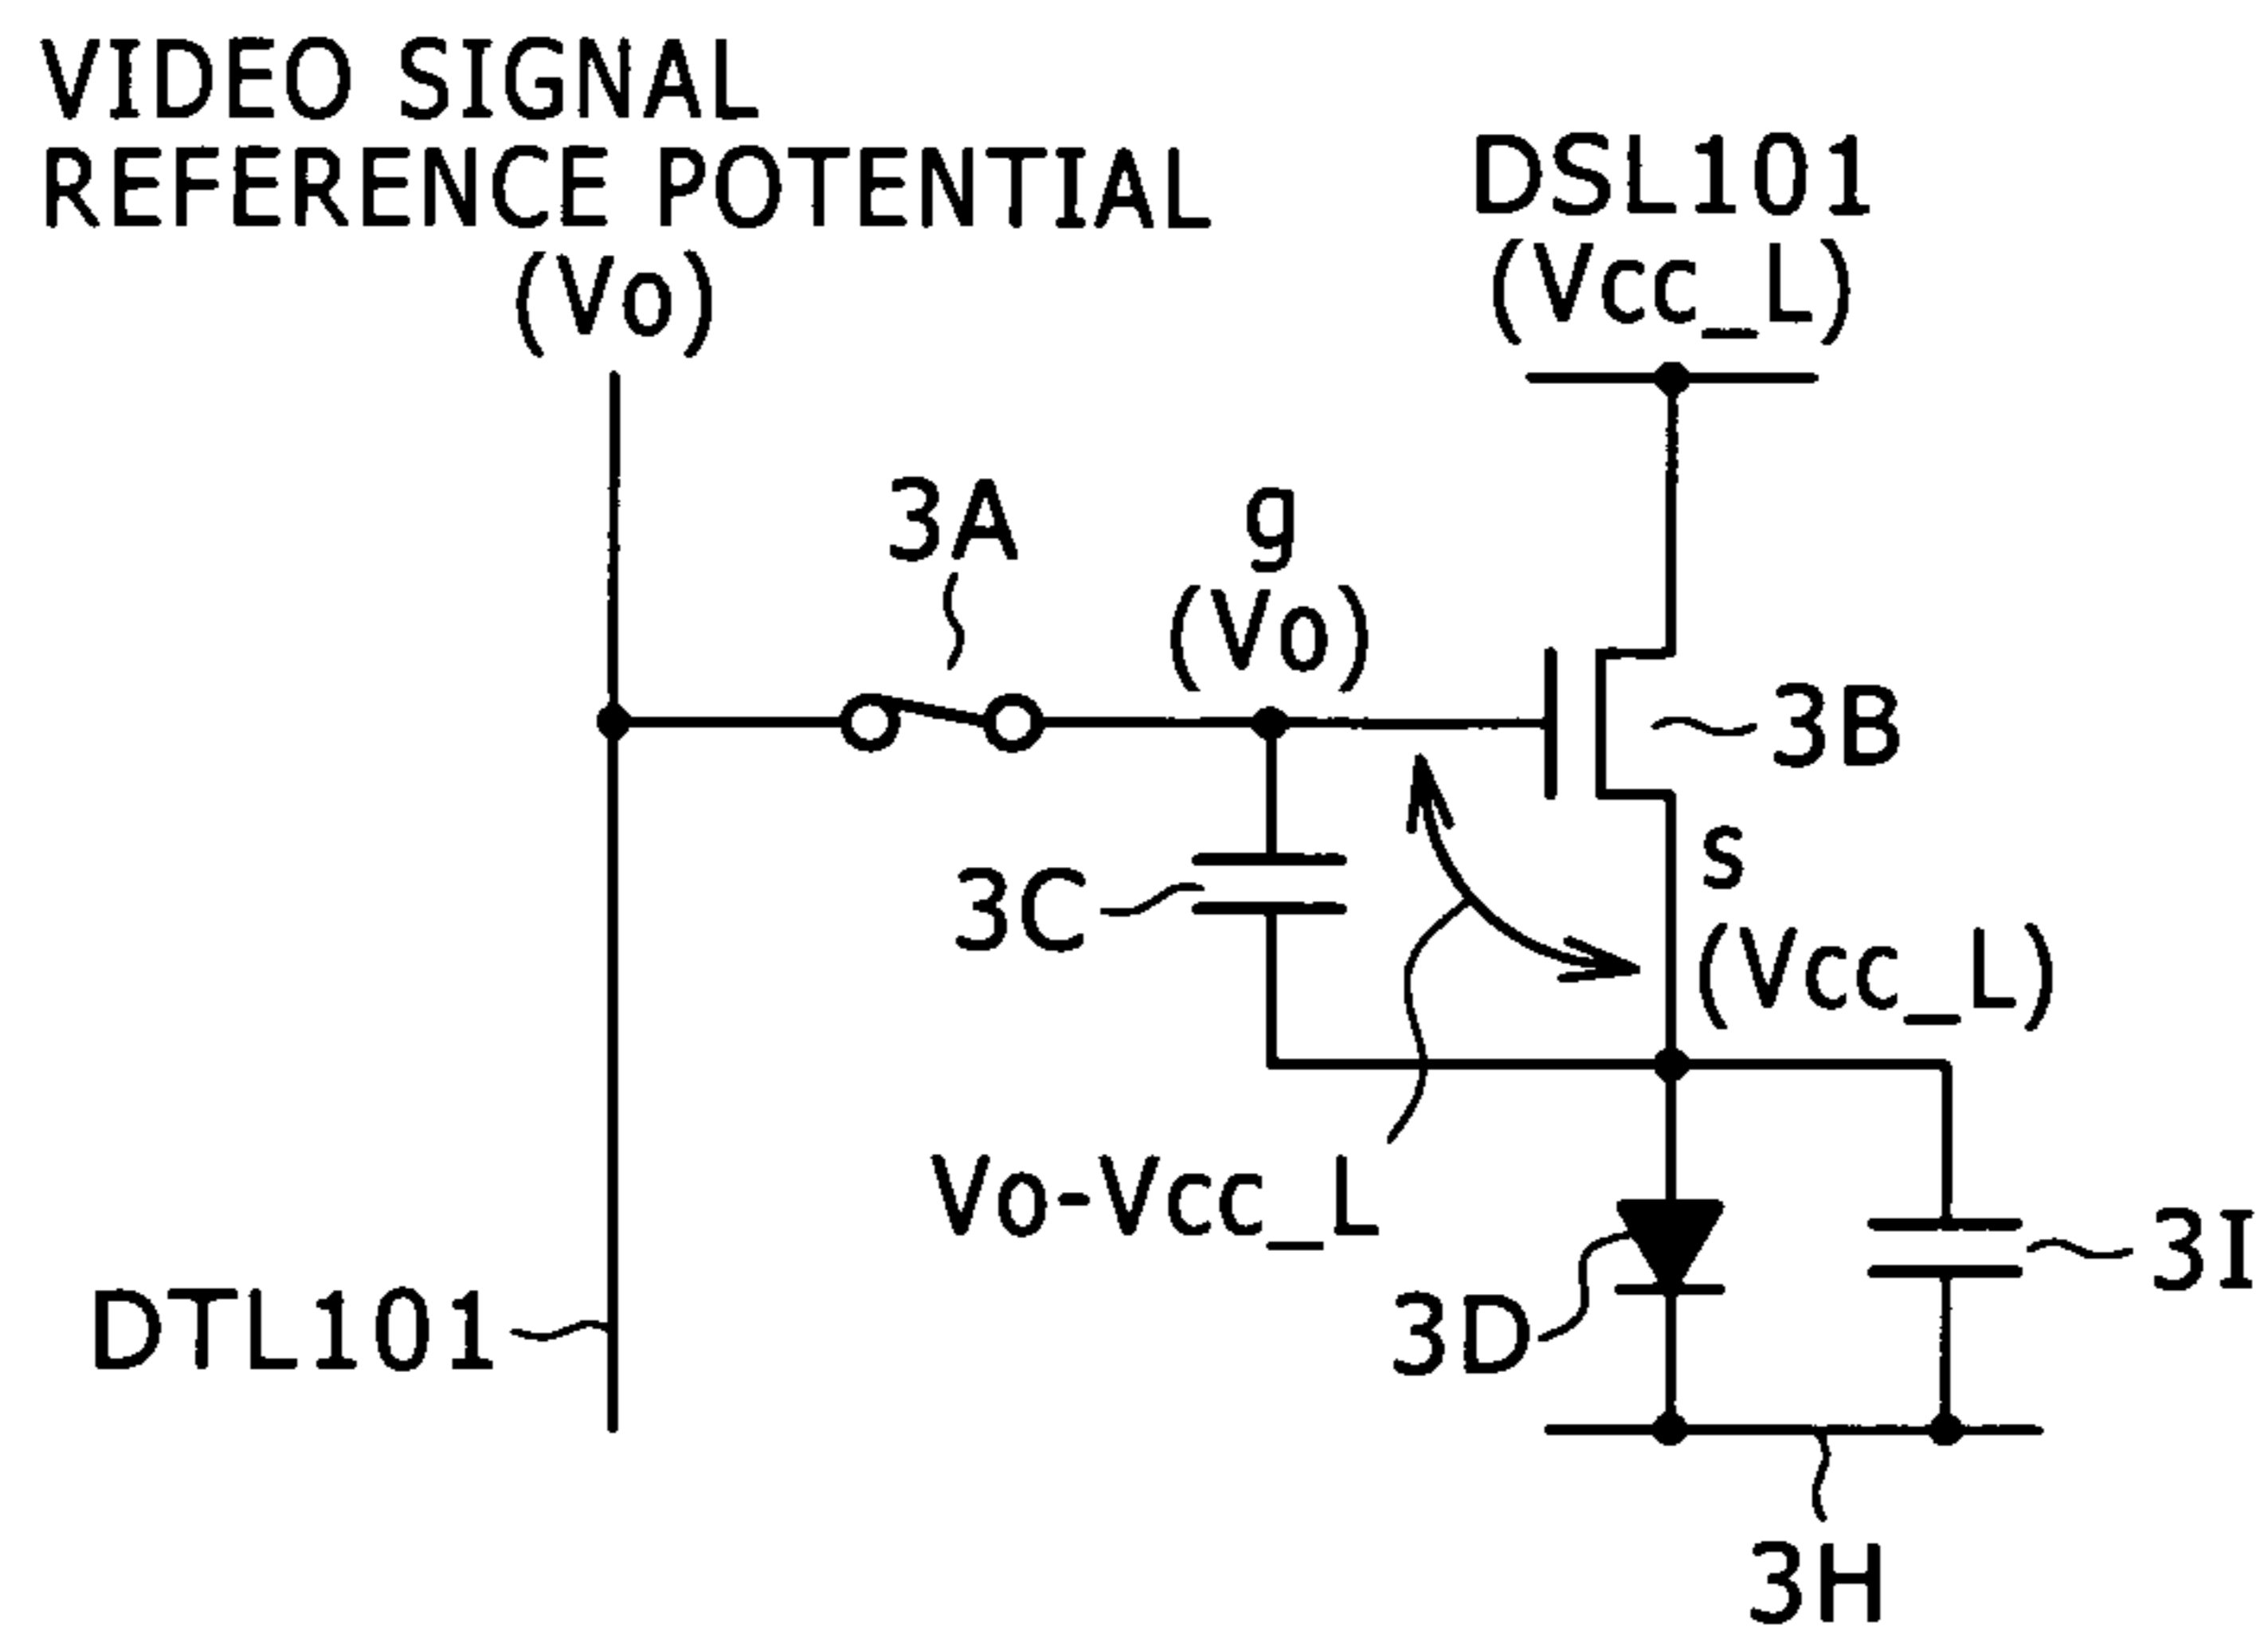 VIDEO SIGNAL
REFERENCE POTENTIAL
(Vo)
DSL101
(Vcc_L)
3A
g
(Vo)
3B
s
(Vcc_L)
3C
Vo-Vcc_L
3D
3I
DTL101
3H